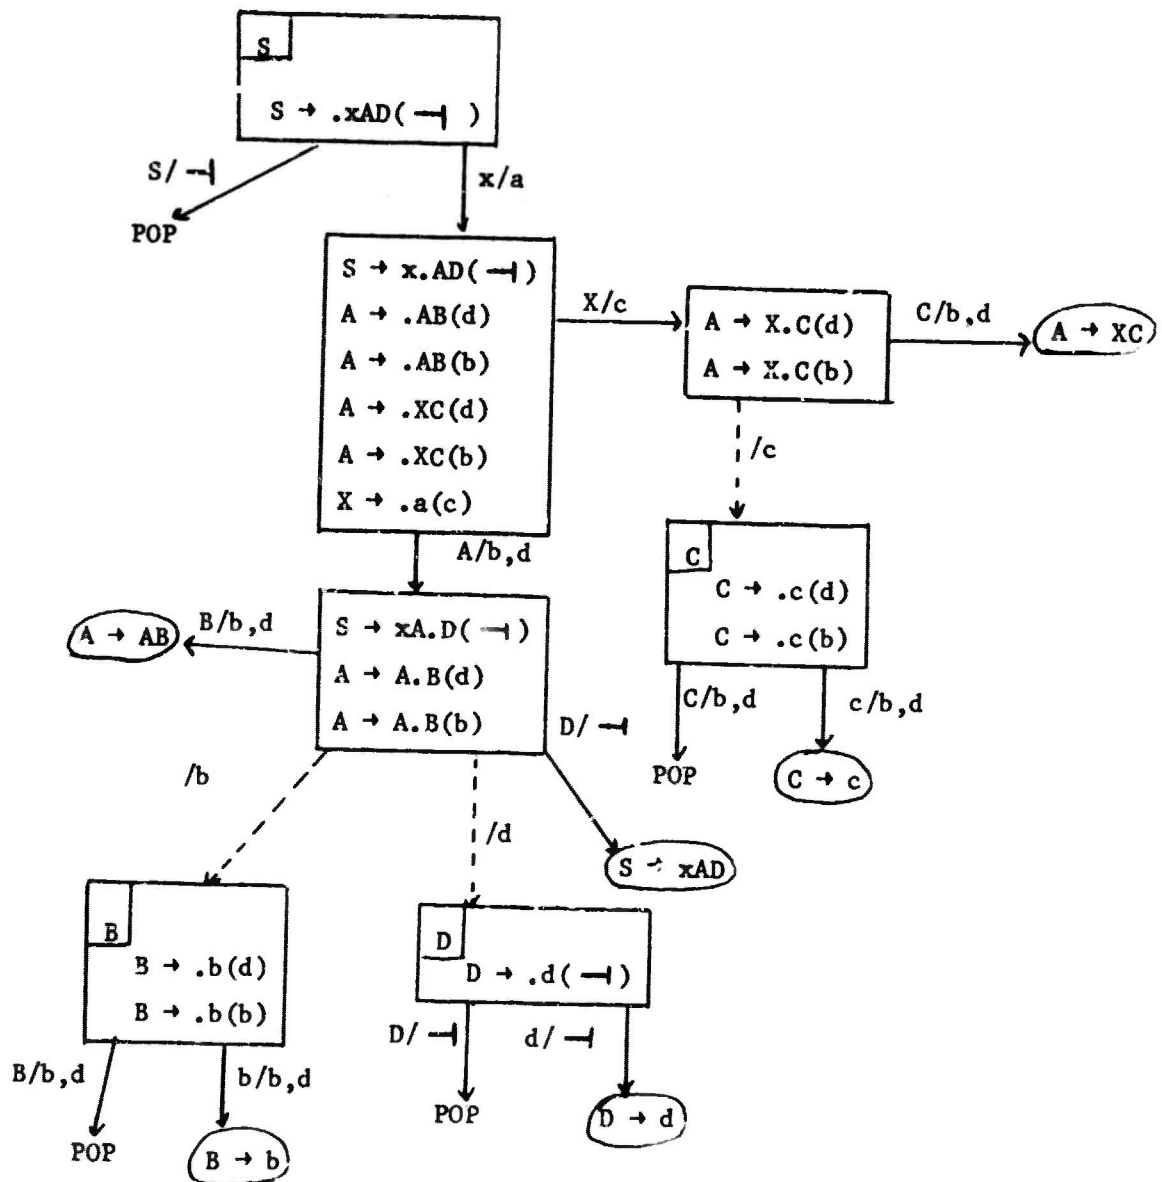 S
S → .xAD(⊣)
S/⊣
x/a
POP
S → x.AD(⊣)
A → .AB(d)
A → .AB(b)
A → .XC(d)
A → .XC(b)
X → .a(c)
X/c
A → X.C(d)
A → X.C(b)
C/b,d
A → XC
/c
A/b,d
C
C → .c(d)
C → .c(b)
C/b,d
c/b,d
POP
C → c
A → AB
B/b,d
S → xA.D(⊣)
A → A.B(d)
A → A.B(b)
D/⊣
/b
/d
S → xAD
B
B → .b(d)
B → .b(b)
D
D → .d(⊣)
B/b,d
b/b,d
D/⊣
d/⊣
POP
B → b
POP
D → d